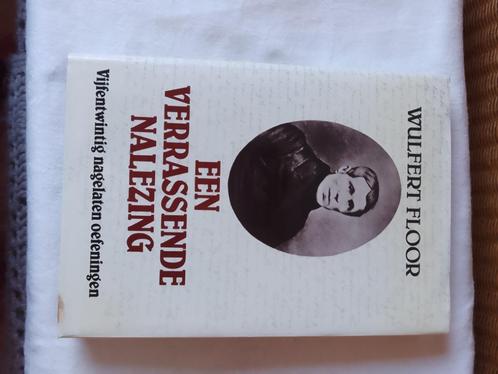 WULFERT FLOOR
EEN
VERRASSENDE
NALEZING
Vijfentwintig nagelaten oefeningen